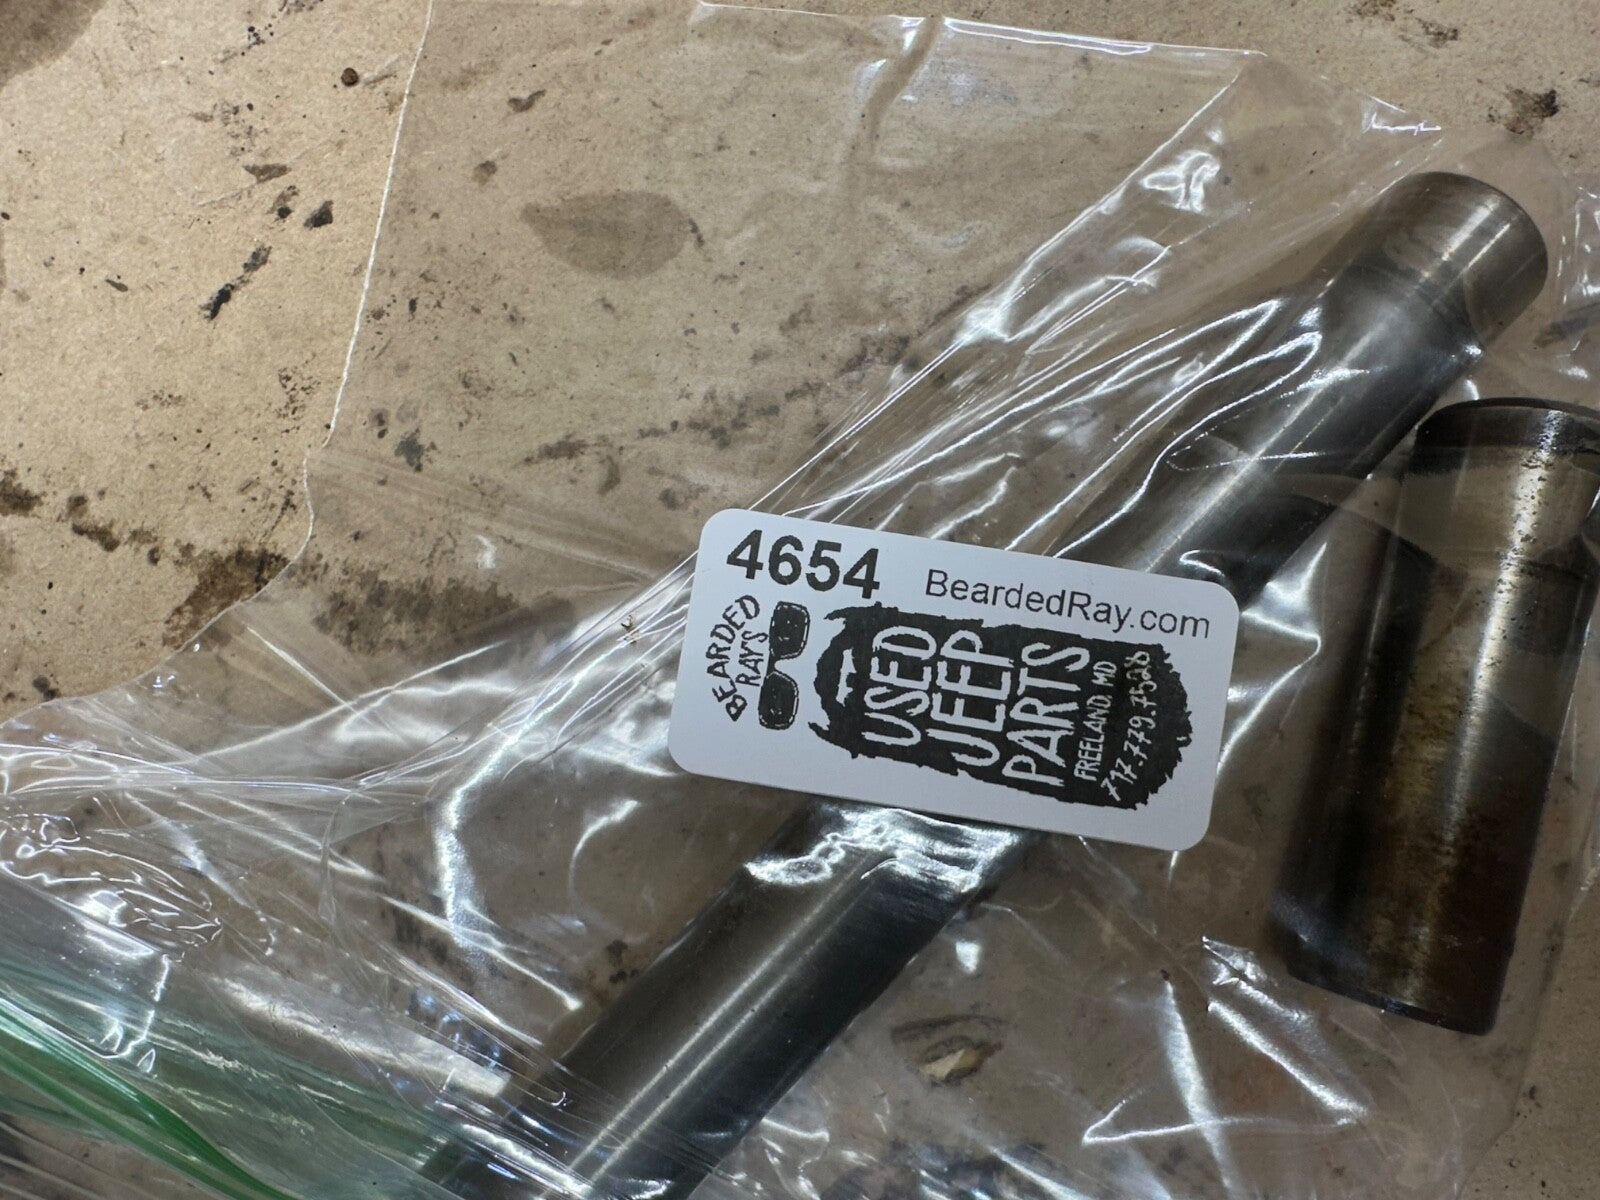 4654
BeardedRay.com
BEARDED
RAY'S
USED
JEEP
PARTS
FREELAND, MD
717.779.7528